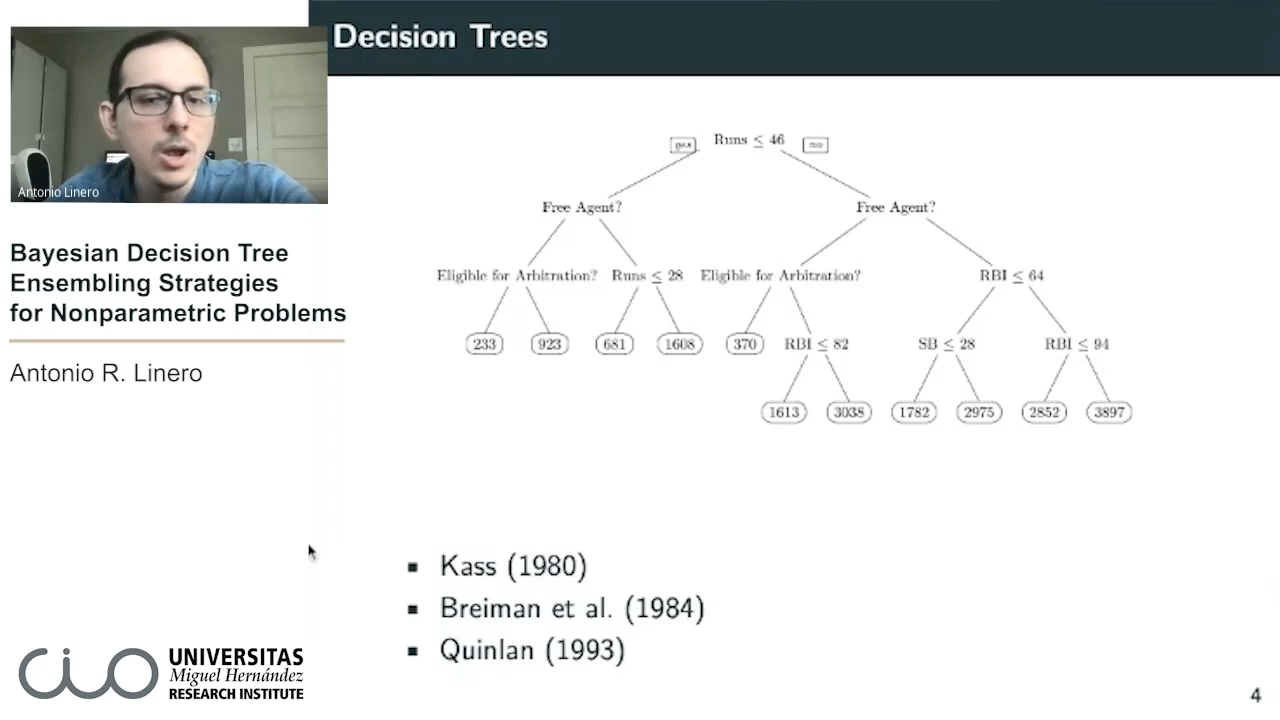 Decision Trees
Antonio Linero
Bayesian Decision Tree
Ensembling Strategies
for Nonparametric Problems
Antonio R. Linero
yes Runs ≤ 46 no
Free Agent? Free Agent?
Eligible for Arbitration? Runs ≤ 28 Eligible for Arbitration? RBI ≤ 64
233 923 681 1608 370 RBI ≤ 82 SB ≤ 28 RBI ≤ 94
1613 3038 1782 2975 2852 3897
▪ Kass (1980)
▪ Breiman et al. (1984)
▪ Quinlan (1993)
cio
UNIVERSITAS
Miguel Hernández
RESEARCH INSTITUTE
4